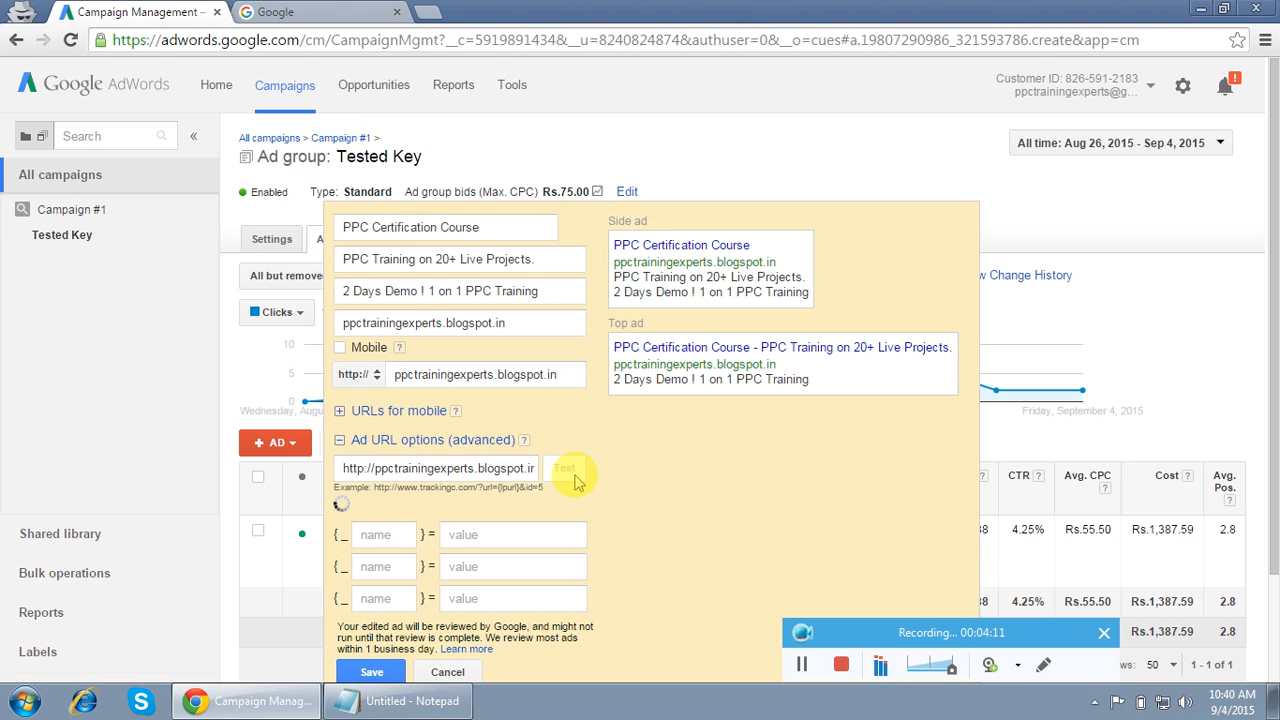 Campaign Management –
Google
https://adwords.google.com/cm/CampaignMgmt?__c=5919891434&__u=8240824874&authuser=0&__o=cues#a.19807290986_321593786.create&app=cm
Google AdWords
Home
Campaigns
Opportunities
Reports
Tools
Customer ID: 826-591-2183
ppctrainingexperts@g...
!
Search
«
All campaigns
Campaign #1
Tested Key
Shared library
Bulk operations
Reports
Labels
All campaigns > Campaign #1 >
Ad group: Tested Key
All time: Aug 26, 2015 - Sep 4, 2015
Enabled Type: Standard Ad group bids (Max. CPC) Rs.75.00 Edit
Settings
A
All but remove
View Change History
Clicks
10
5
0
Wednesday, Augu
Friday, September 4, 2015
+ AD
PPC Certification Course
PPC Training on 20+ Live Projects.
2 Days Demo ! 1 on 1 PPC Training
ppctrainingexperts.blogspot.in
Mobile ?
http:// ppctrainingexperts.blogspot.in
URLs for mobile ?
Ad URL options (advanced) ?
http://ppctrainingexperts.blogspot.ir
Test
Example: http://www.trackingc.com/?url={lpurl}&id=5
{ _ name } = value
{ _ name } = value
{ _ name } = value
Your edited ad will be reviewed by Google, and might not
run until that review is complete. We review most ads
within 1 business day. Learn more
Save
Cancel
Side ad
PPC Certification Course
ppctrainingexperts.blogspot.in
PPC Training on 20+ Live Projects.
2 Days Demo ! 1 on 1 PPC Training
Top ad
PPC Certification Course - PPC Training on 20+ Live Projects.
ppctrainingexperts.blogspot.in
2 Days Demo ! 1 on 1 PPC Training
? CTR ? Avg. CPC ? Cost ? Avg. Pos. ?
38 4.25% Rs.55.50 Rs.1,387.59 2.8
38 4.25% Rs.55.50 Rs.1,387.59 2.8
Rs.1,387.59 2.8
Recording... 00:04:11
ws: 50
1 - 1 of 1
Campaign Manag...
Untitled - Notepad
10:40 AM
9/4/2015